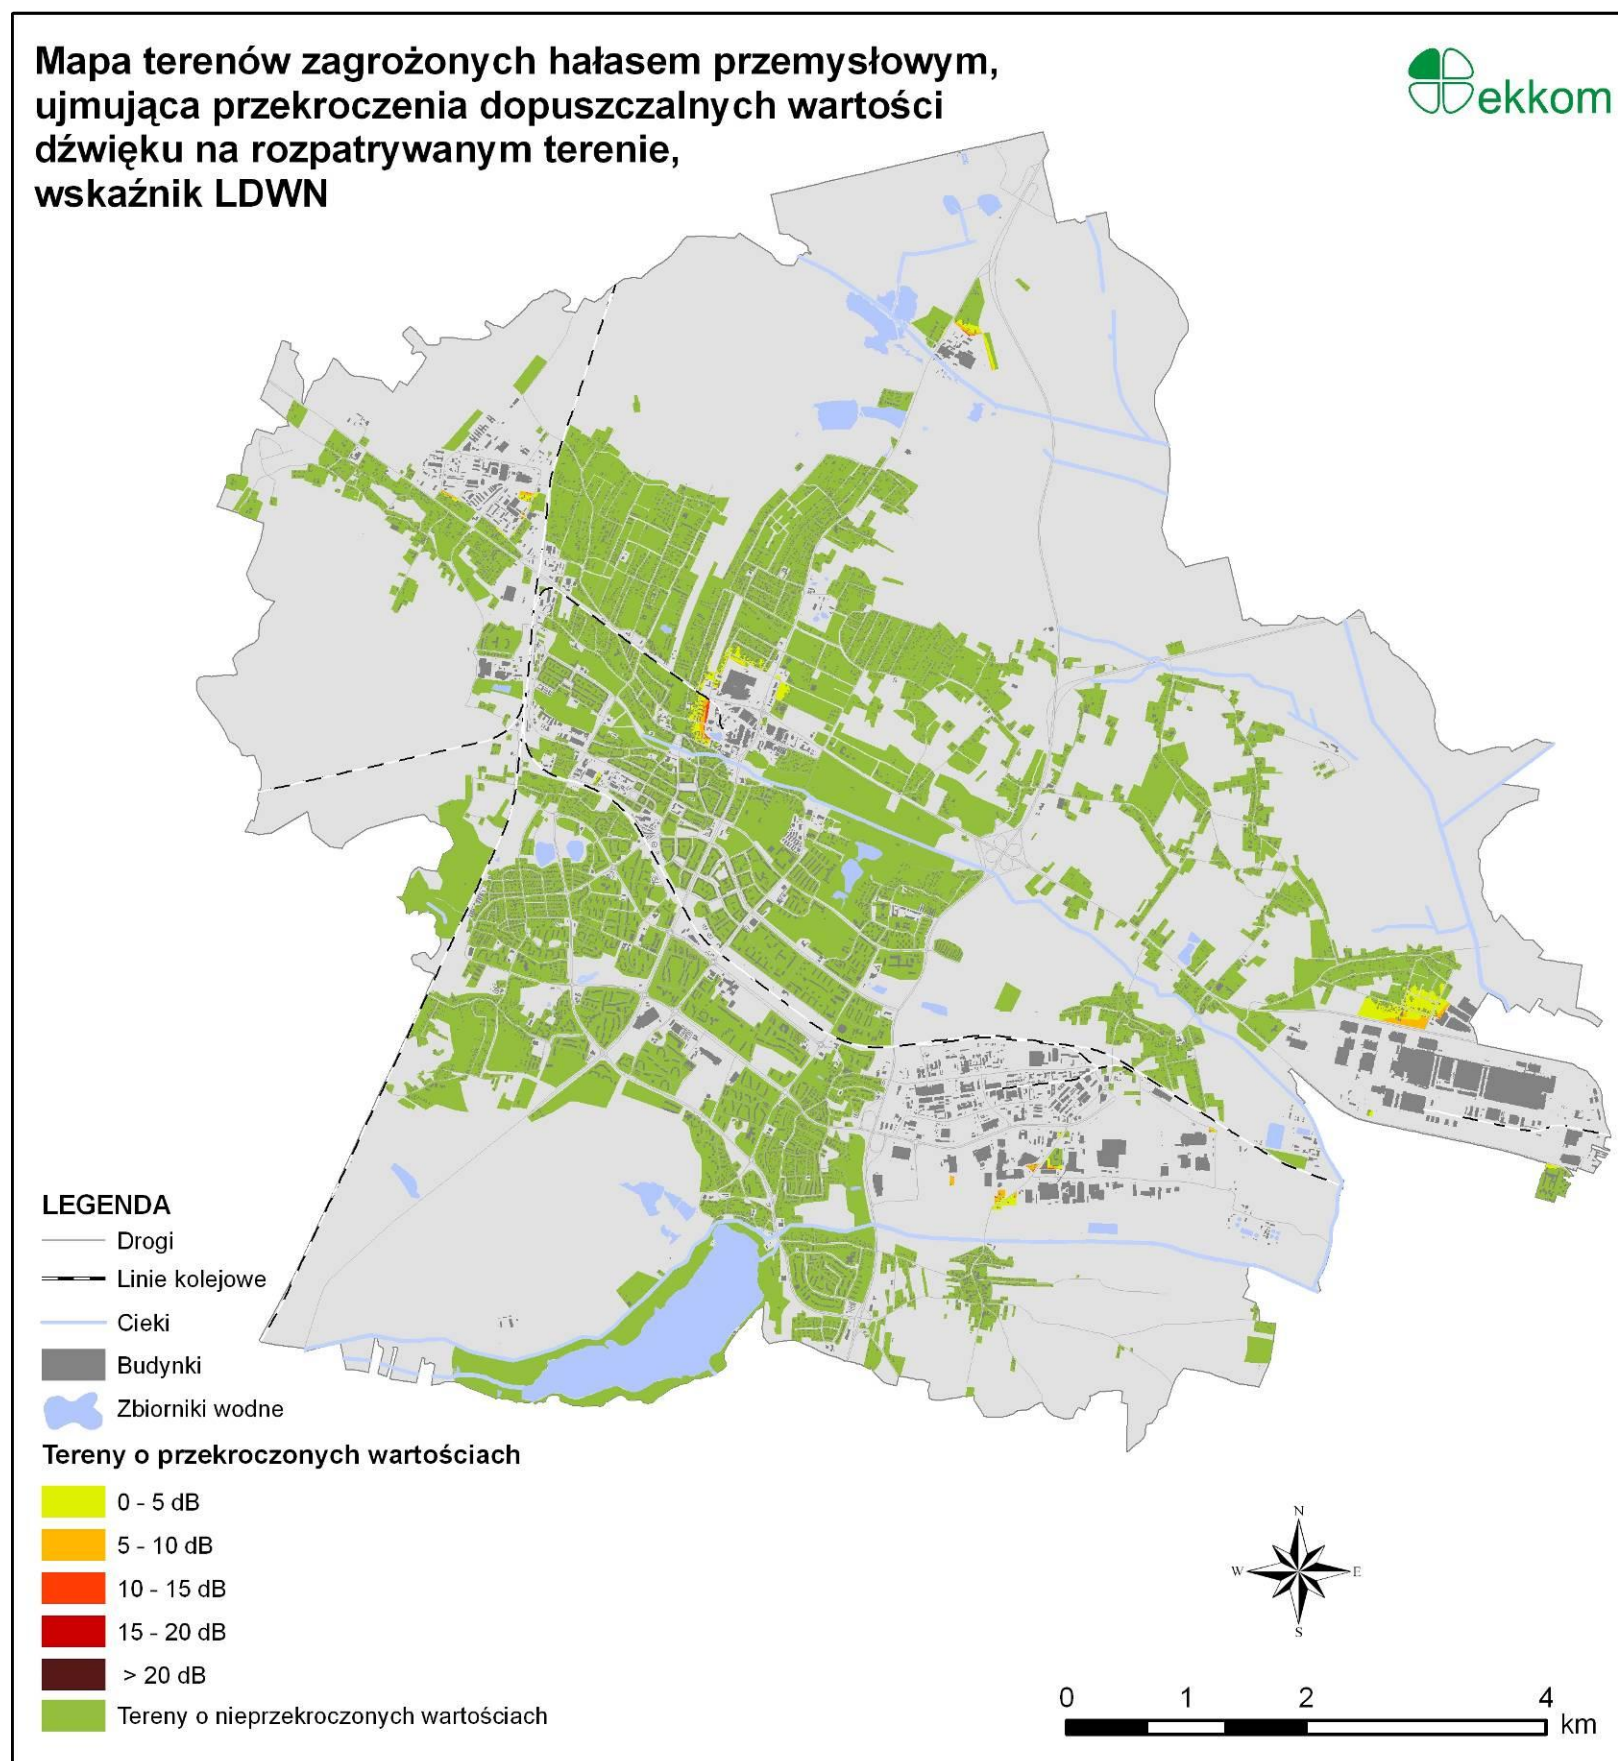 Mapa terenów zagrożonych hałasem przemysłowym,
ujmująca przekroczenia dopuszczalnych wartości
dźwięku na rozpatrywanym terenie,
wskaźnik LDWN
ekkom
LEGENDA
Drogi
Linie kolejowe
Cieki
Budynki
Zbiorniki wodne
Tereny o przekroczonych wartościach
0 - 5 dB
5 - 10 dB
10 - 15 dB
15 - 20 dB
> 20 dB
Tereny o nieprzekroczonych wartościach
N
W E
S
0 1 2 4
km